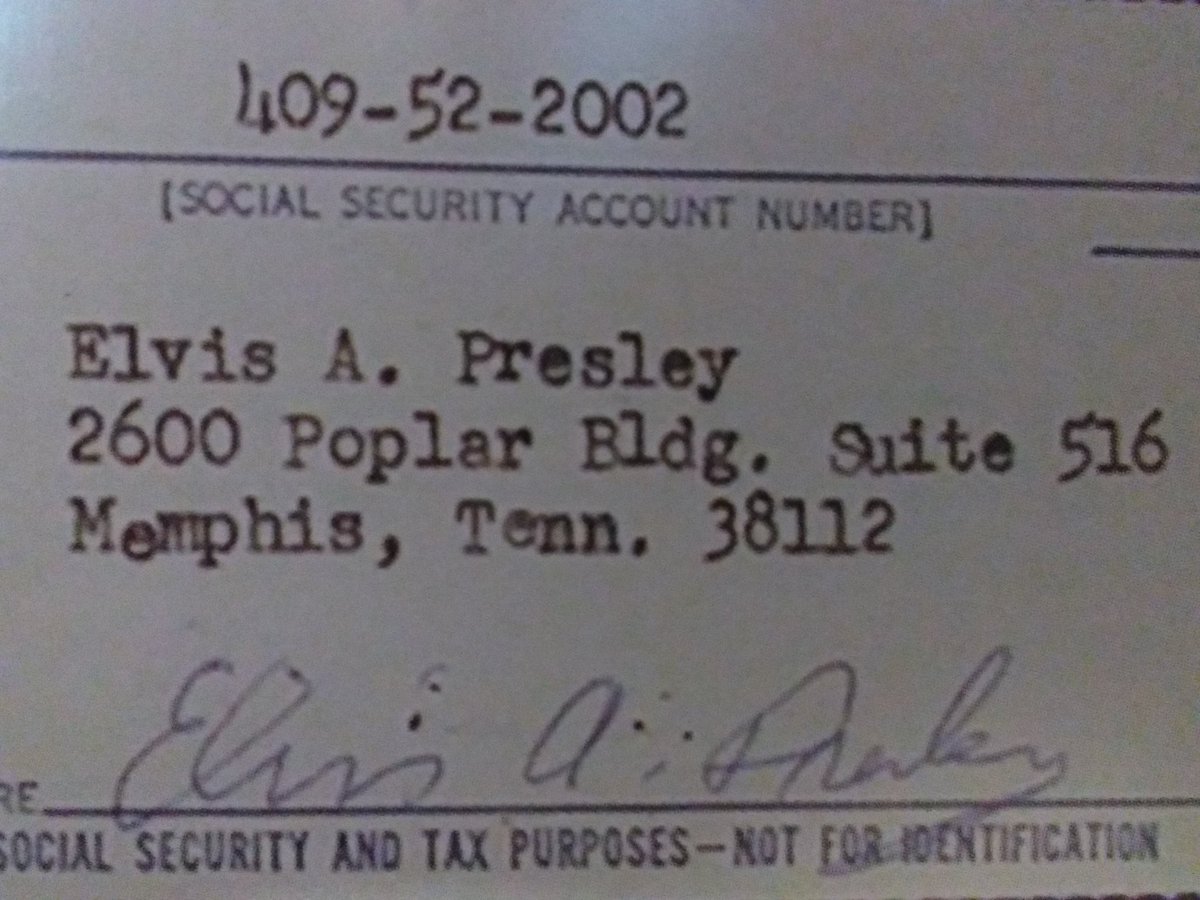 409-52-2002
[SOCIAL SECURITY ACCOUNT NUMBER]
Elvis A. Presley
2600 Poplar Bldg. Suite 516
Memphis, Tenn. 38112
Elvis A. Presley
RE
SOCIAL SECURITY AND TAX PURPOSES—NOT FOR IDENTIFICATION